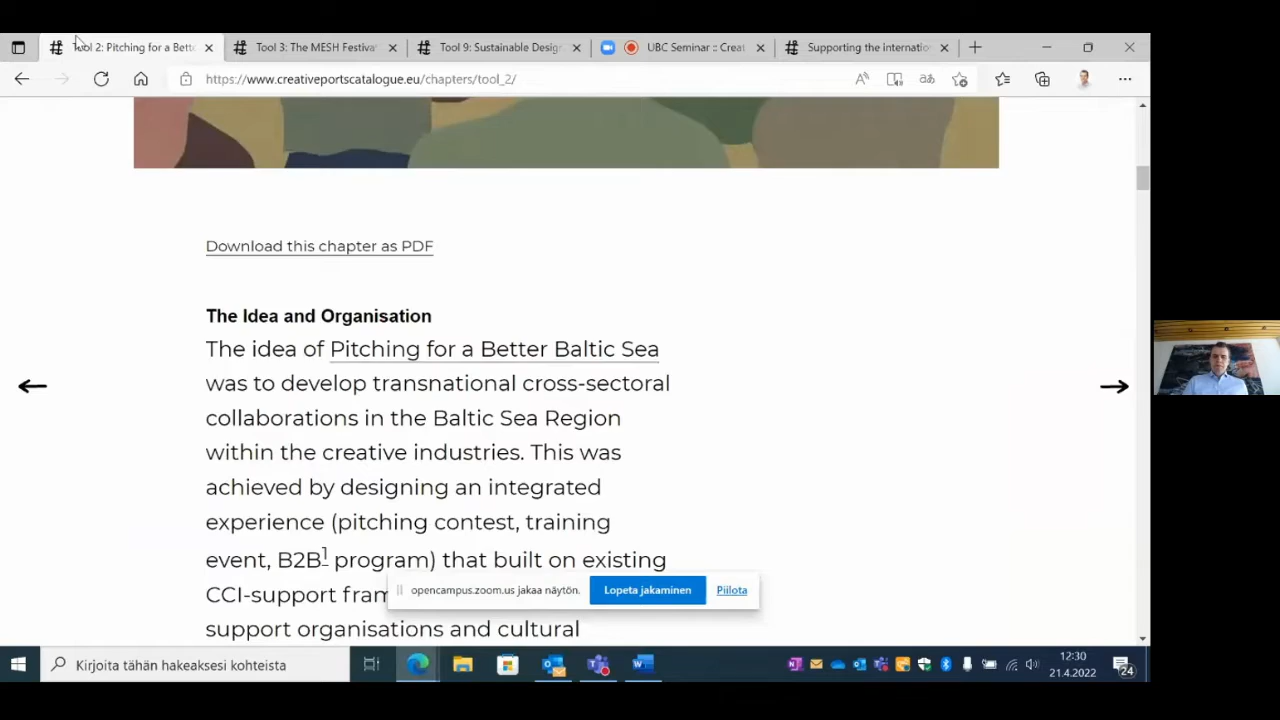 Tool 2: Pitching for a Bett
Tool 3: The MESH Festiva
Tool 9: Sustainable Desig
UBC Seminar :: Creat
Supporting the internatio
https://www.creativeportscatalogue.eu/chapters/tool_2/
Download this chapter as PDF
The Idea and Organisation
The idea of Pitching for a Better Baltic Sea
was to develop transnational cross-sectoral
collaborations in the Baltic Sea Region
within the creative industries. This was
achieved by designing an integrated
experience (pitching contest, training
event, B2B1 program) that built on existing
CCI-support fram
support organisations and cultural
opencampus.zoom.us jakaa näytön.
Lopeta jakaminen
Piilota
Kirjoita tähän hakeaksesi kohteista
12:30
21.4.2022
24